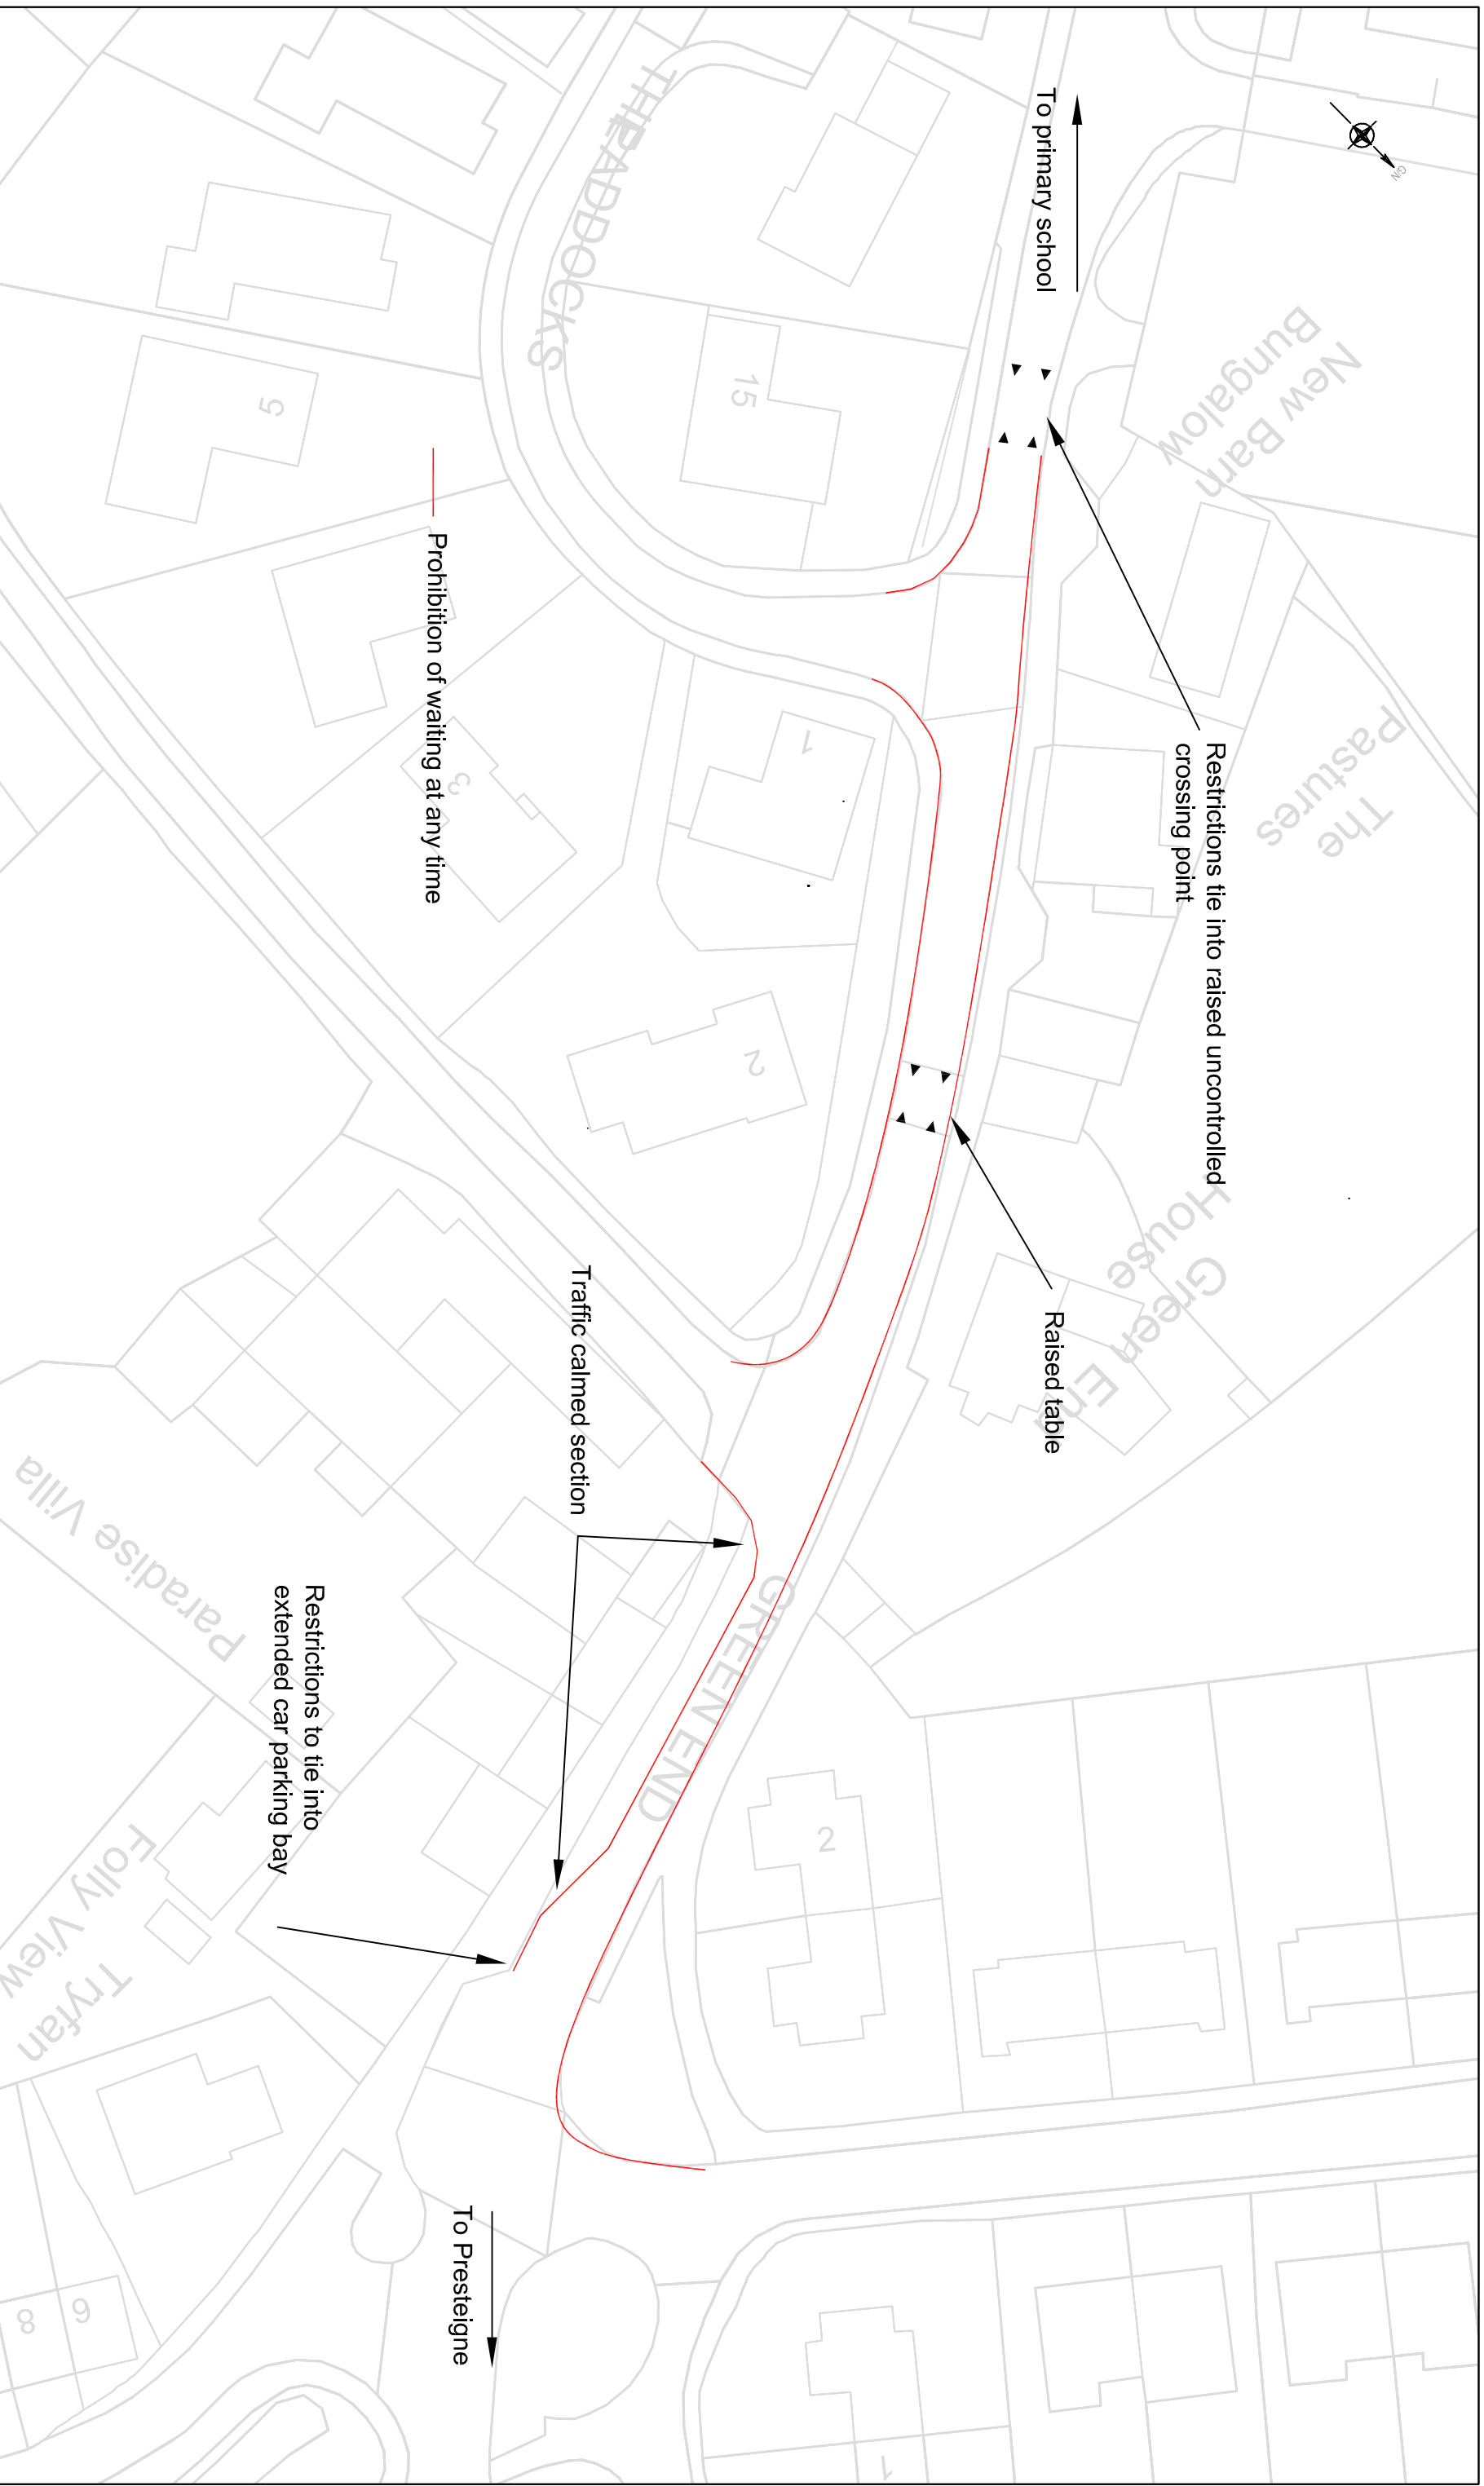 To primary school
GN
New Barn
Bungalow
THE
PADDOCKS
15
5
Prohibition of waiting at any time
Restrictions tie into raised uncontrolled
crossing point
The
Pastures
1
3
2
Raised table
Green End
House
Traffic calmed section
GREEN END
Paradise Villa
Restrictions to tie into
extended car parking bay
2
Folly View
Tryfan
To Presteigne
8
9
1